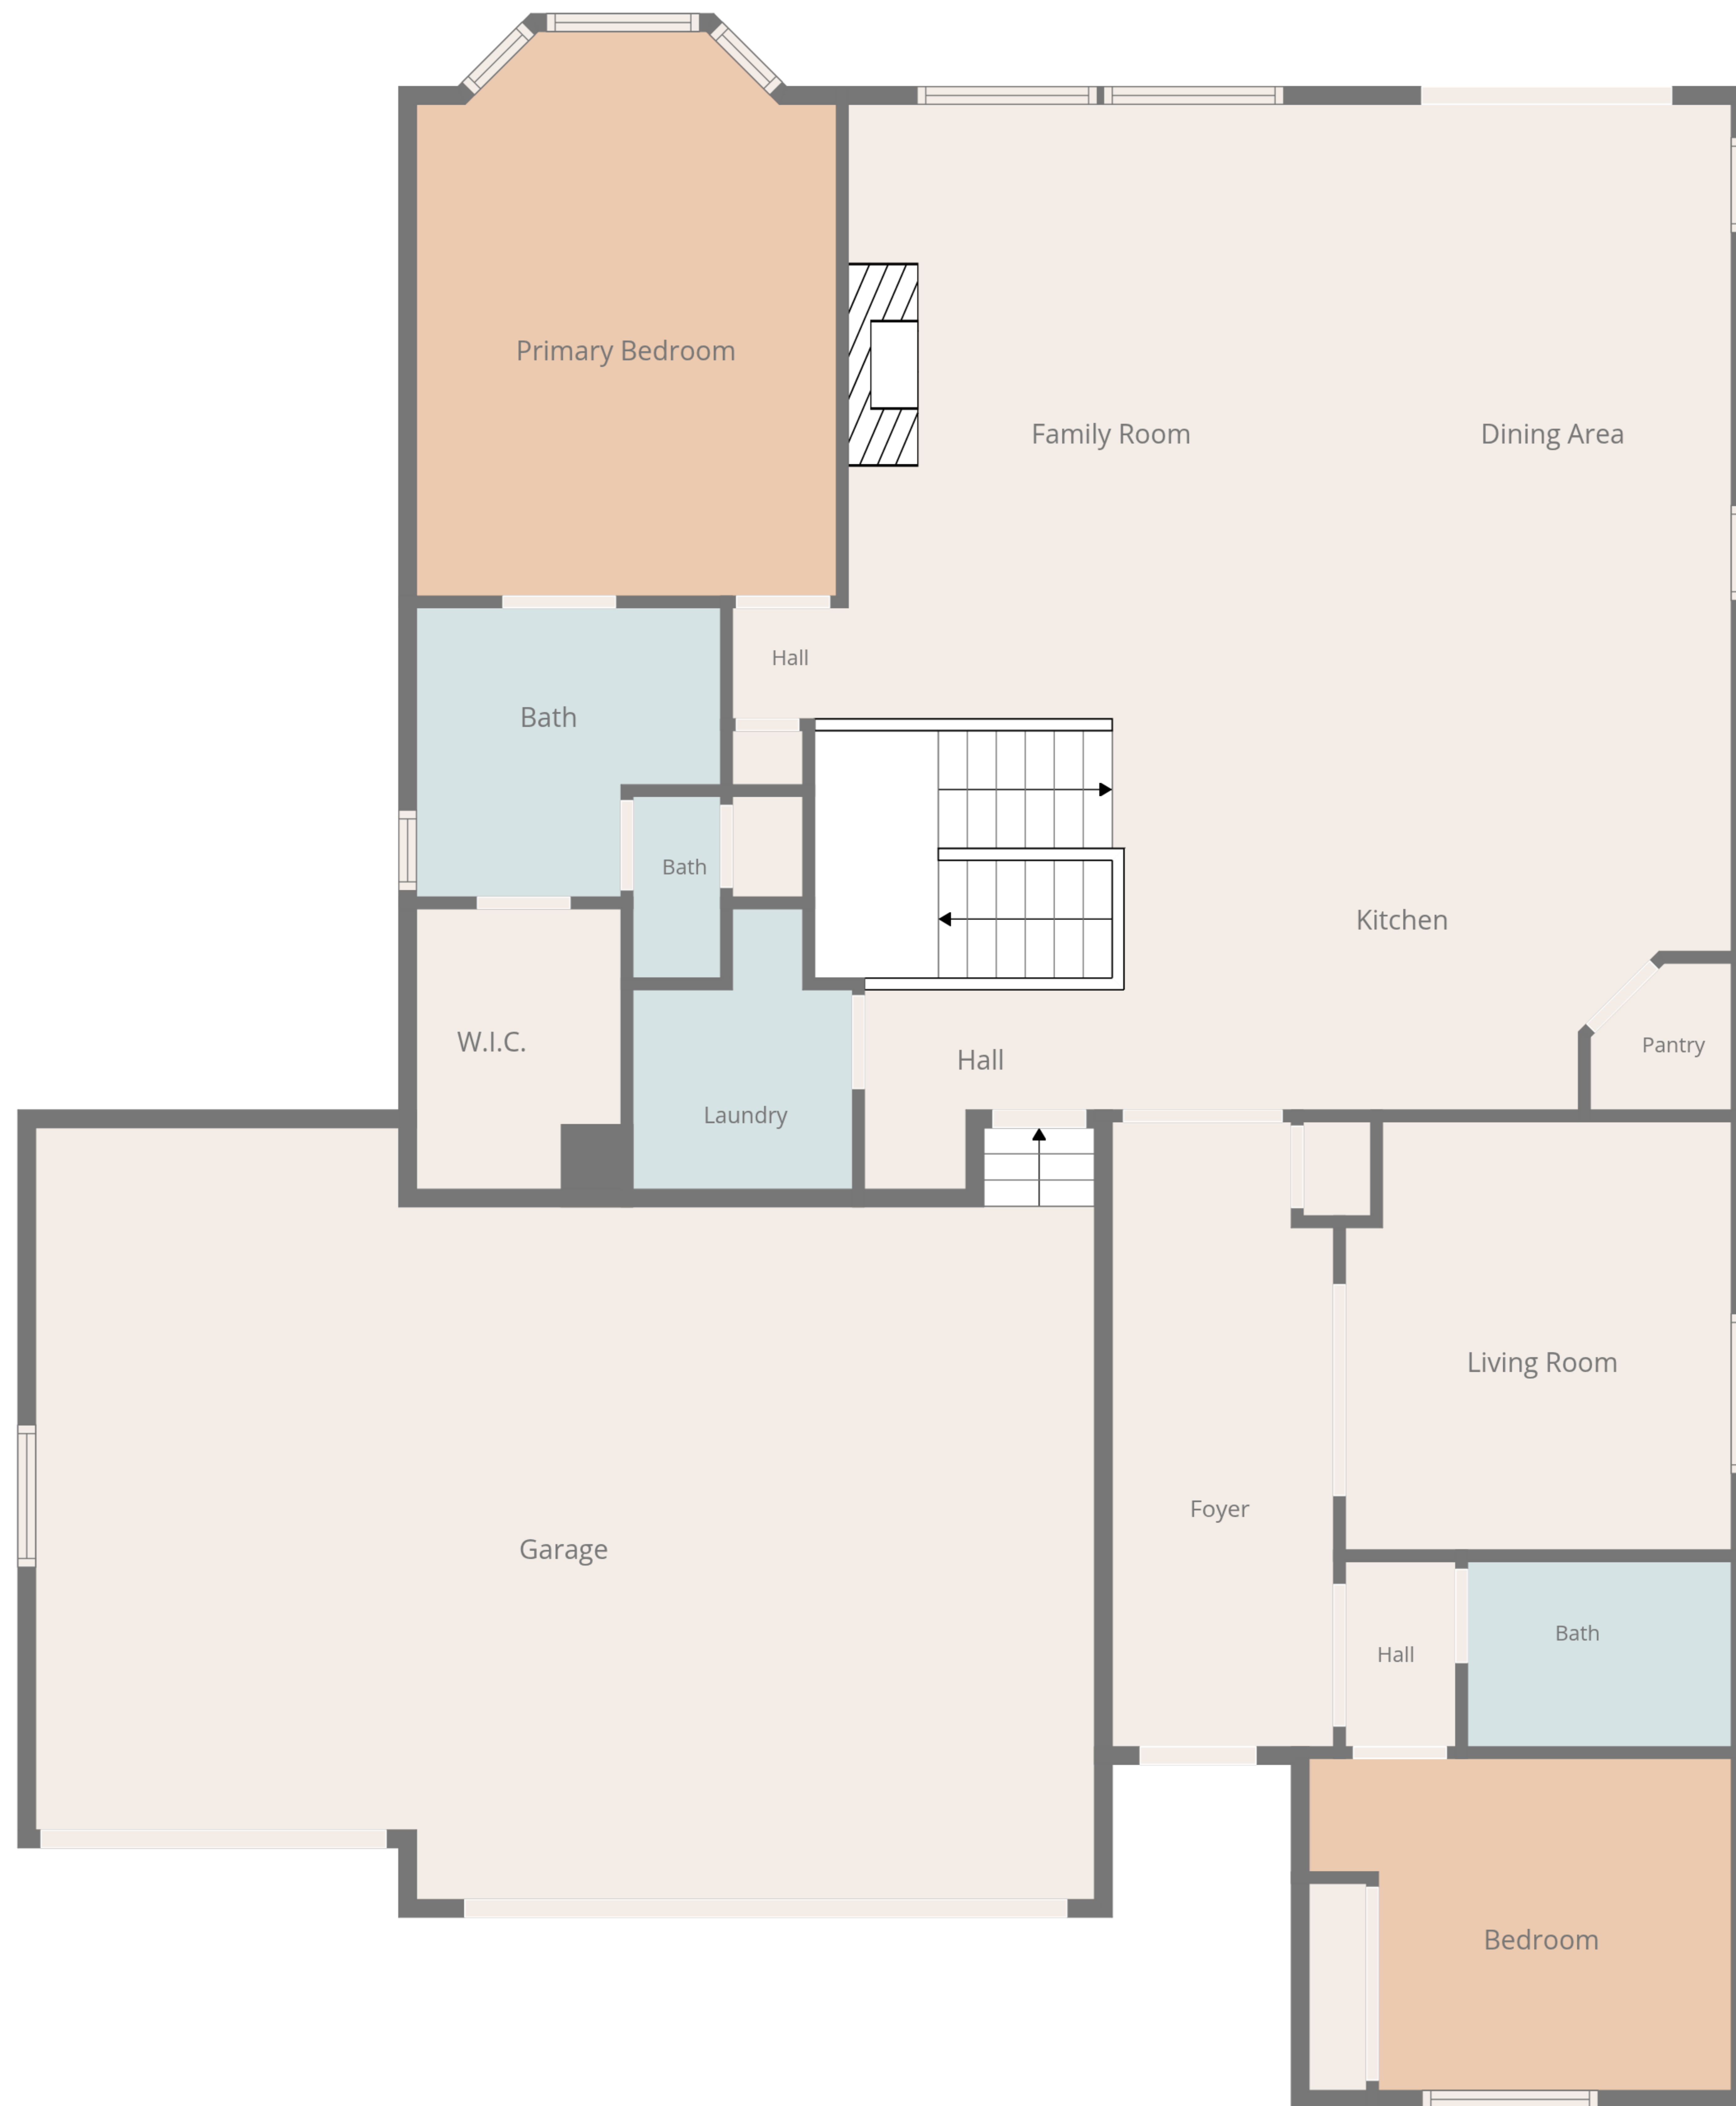 Primary Bedroom
Family Room
Dining Area
Hall
Bath
Bath
Kitchen
W.I.C.
Hall
Pantry
Laundry
Living Room
Foyer
Garage
Bath
Hall
Bedroom